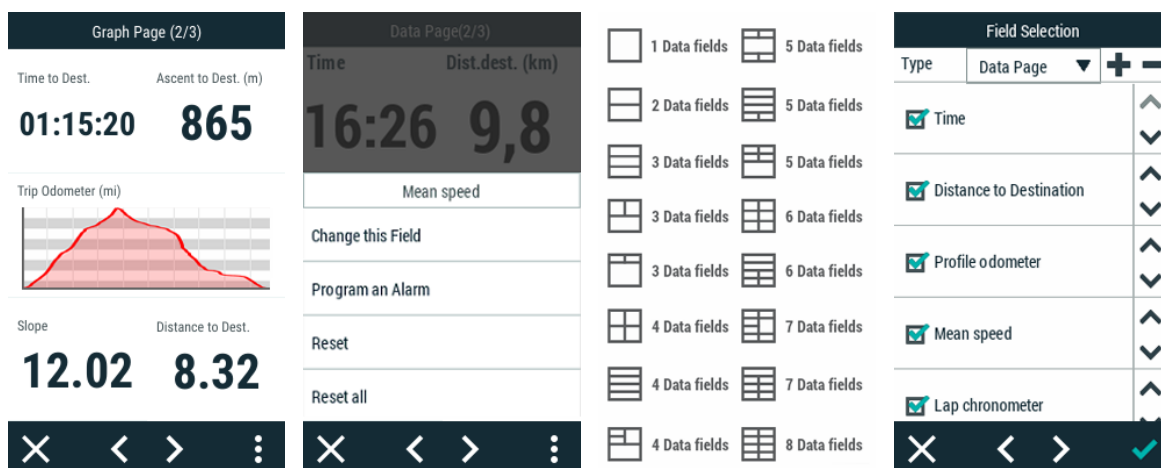 Graph Page (2/3)
Time to Dest. Ascent to Dest. (m)
01:15:20 865
Trip Odometer (mi)
Slope Distance to Dest.
12.02 8.32
Data Page(2/3)
Time Dist.dest. (km)
16:26 9,8
Mean speed
Change this Field
Program an Alarm
Reset
Reset all
1 Data fields 5 Data fields
2 Data fields 5 Data fields
3 Data fields 5 Data fields
3 Data fields 6 Data fields
3 Data fields 6 Data fields
4 Data fields 7 Data fields
4 Data fields 7 Data fields
4 Data fields 8 Data fields
Field Selection
Type Data Page
Time
Distance to Destination
Profile odometer
Mean speed
Lap chronometer